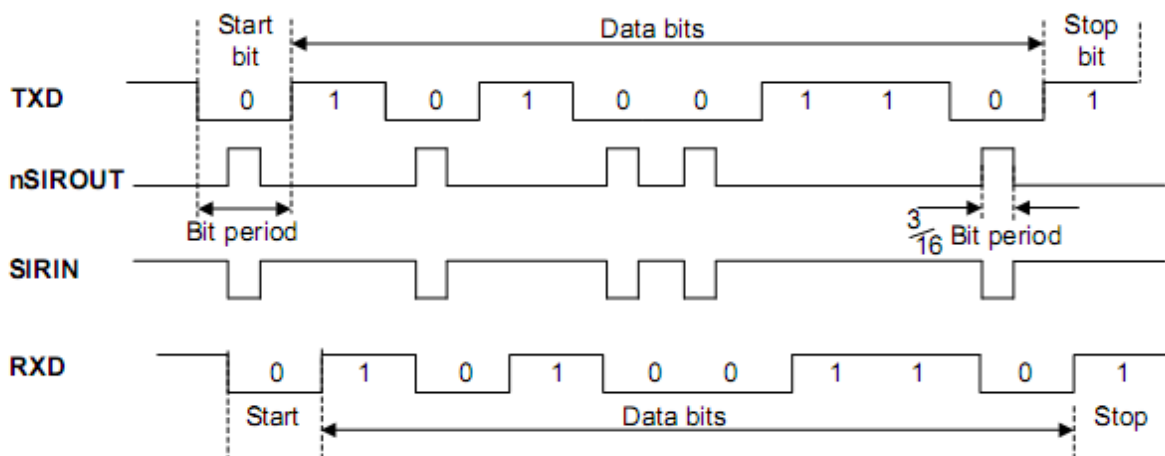 Start bit
Data bits
Stop bit
TXD
0 1 0 1 0 0 1 1 0 1
nSIROUT
Bit period
3/16 Bit period
SIRIN
RXD
0 1 0 1 0 0 1 1 0 1
Start
Data bits
Stop